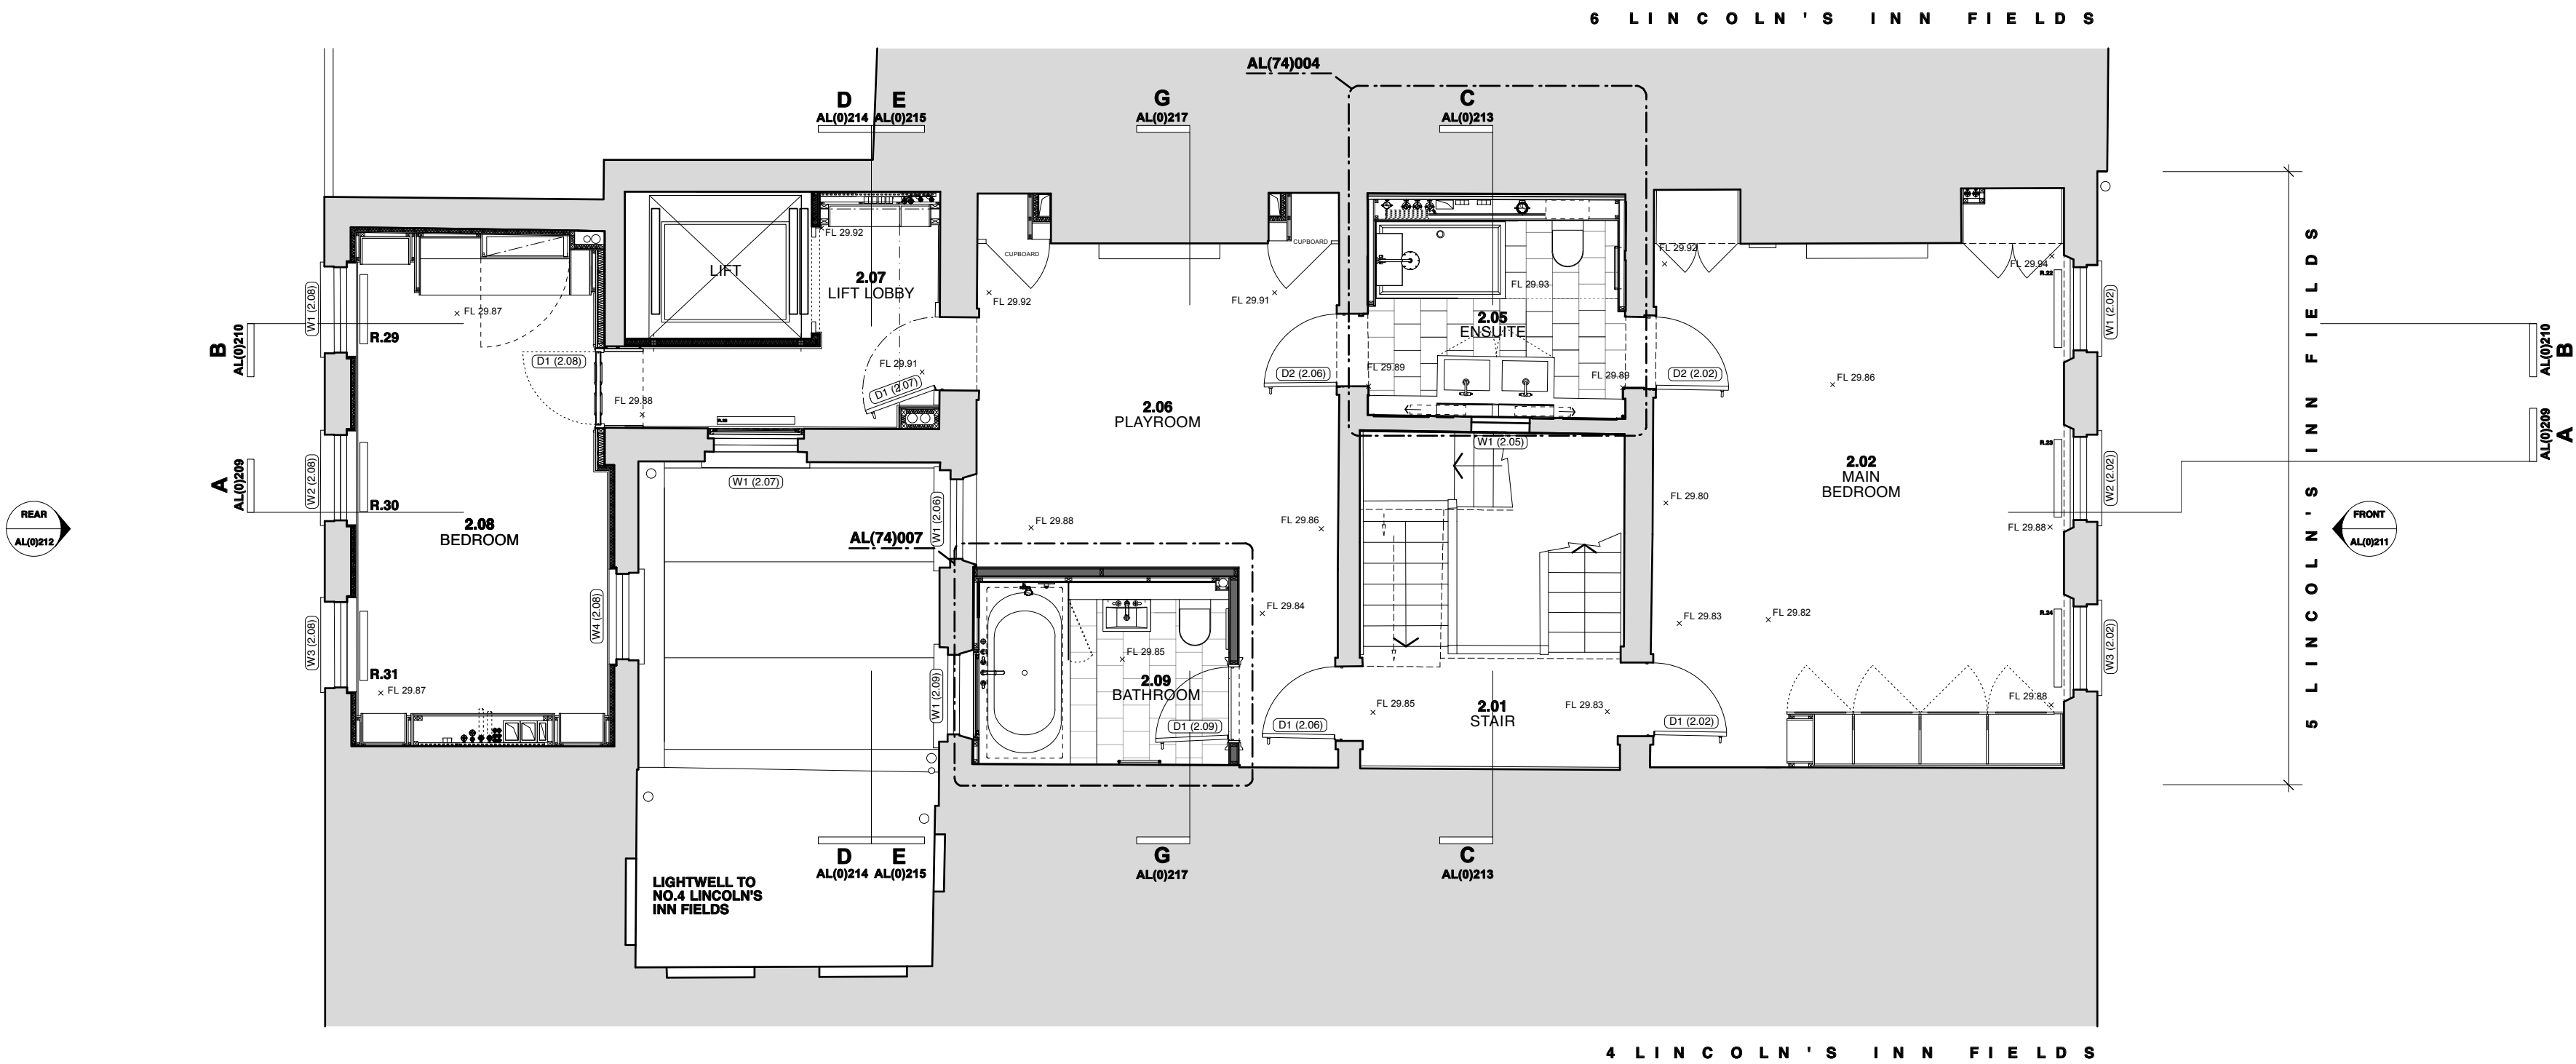 6 LINCOLN'S INN FIELDS
AL(74)004
D
E
G
C
AL(0)214
AL(0)215
AL(0)217
AL(0)213
FL 29.92
LIFT
2.07
LIFT LOBBY
CUPBOARD
CUPBOARD
FL 29.92
FL 29.91
FL 29.93
2.05
ENSUITE
FL 29.92
FL 29.94
R.22
W1 (2.08)
FL 29.87
R.29
W1 (2.02)
B
AL(0)210
AL(0)210
B
D1 (2.08)
FL 29.91
D1 (2.07)
FL 29.88
D2 (2.06)
FL 29.89
FL 29.89
D2 (2.02)
FL 29.86
2.06
PLAYROOM
W1 (2.05)
R.23
AL(0)209
A
A
AL(0)209
W2 (2.08)
R.30
W1 (2.07)
W1 (2.06)
2.02
MAIN
BEDROOM
W2 (2.02)
FL 29.80
FL 29.88
FL 29.86
FL 29.88
REAR
AL(0)212
2.08
BEDROOM
AL(74)007
FRONT
AL(0)211
5 LINCOLN'S INN FIELDS
W4 (2.08)
W3 (2.08)
FL 29.84
FL 29.83
FL 29.82
R.24
W3 (2.02)
FL 29.85
R.31
FL 29.87
2.09
BATHROOM
W1 (2.09)
D1 (2.09)
D1 (2.06)
FL 29.85
2.01
STAIR
FL 29.83
D1 (2.02)
FL 29.88
D
E
G
C
AL(0)214
AL(0)215
AL(0)217
AL(0)213
LIGHTWELL TO
NO.4 LINCOLN'S
INN FIELDS
4 LINCOLN'S INN FIELDS